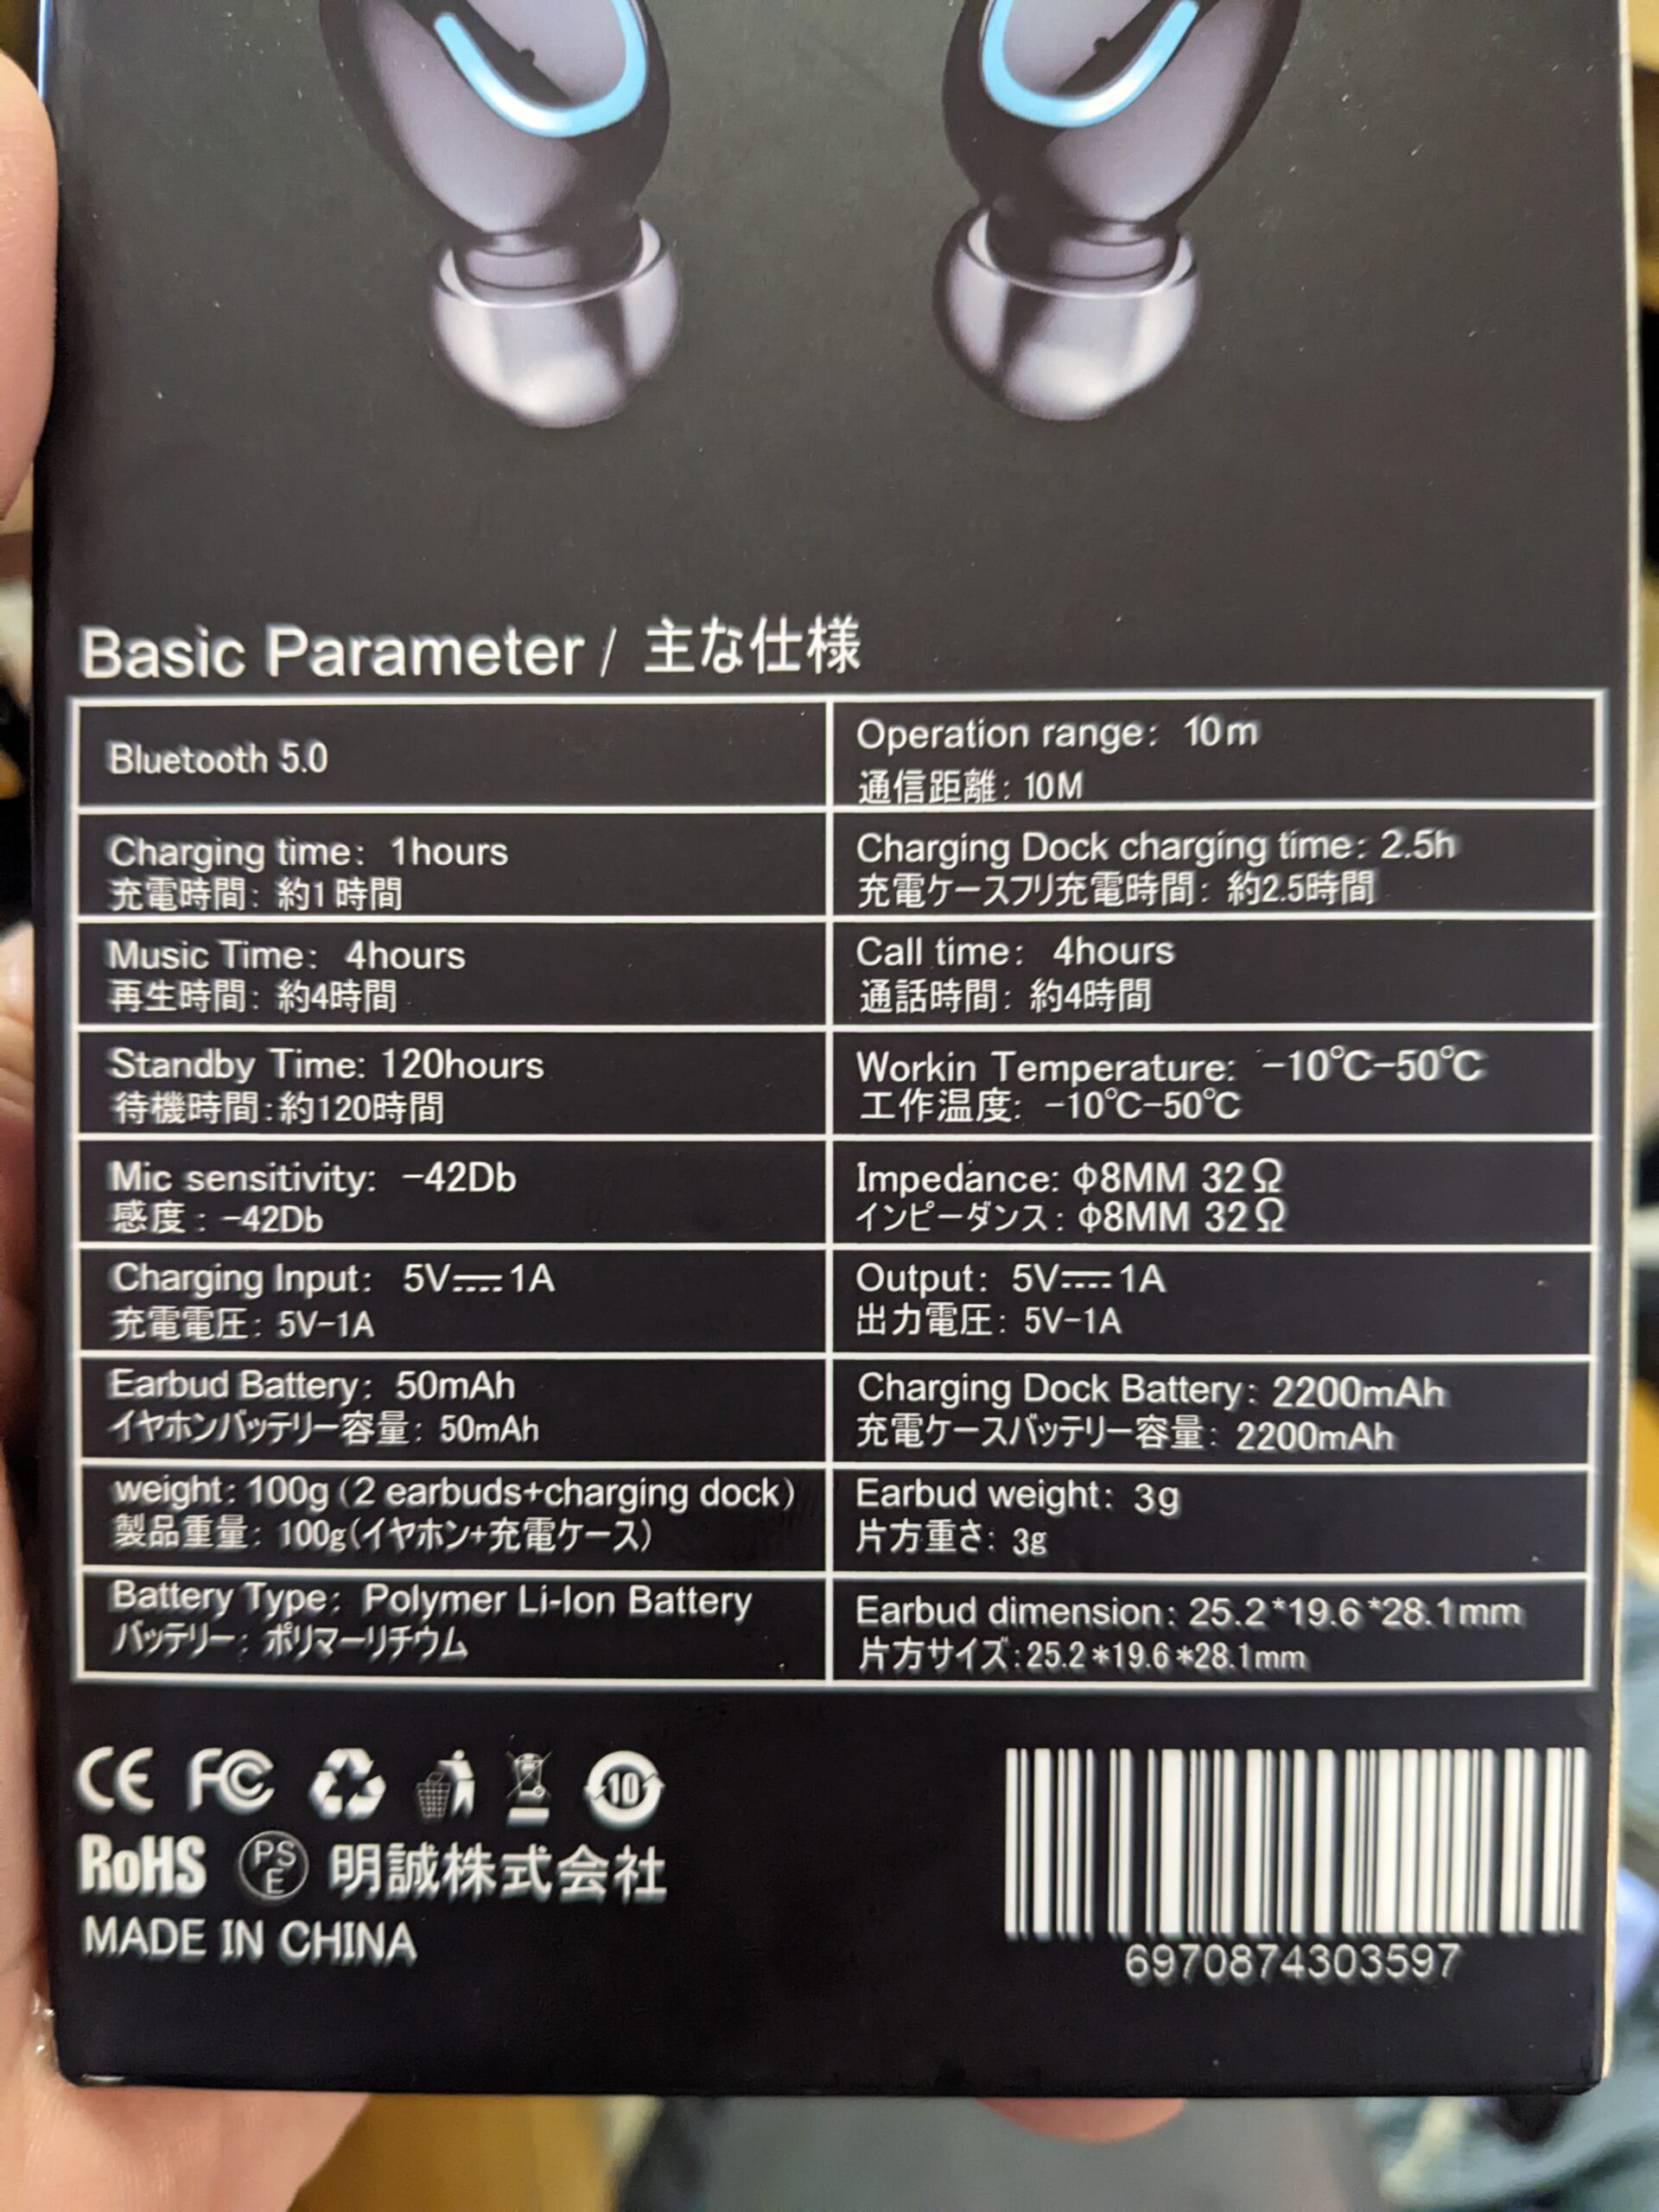 Basic Parameter / 主な仕様
Bluetooth 5.0
Operation range: 10m
通信距離: 10M
Charging time: 1hours
充電時間: 約1時間
Charging Dock charging time: 2.5h
充電ケースフリ充電時間: 約2.5時間
Music Time: 4hours
再生時間: 約4時間
Call time: 4hours
通話時間: 約4時間
Standby Time: 120hours
待機時間:約120時間
Workin Temperature: -10℃-50℃
工作温度: -10℃-50℃
Mic sensitivity: -42Db
感度: -42Db
Impedance: Φ8MM 32Ω
インピーダンス: Φ8MM 32Ω
Charging Input: 5V⎓1A
充電電圧: 5V-1A
Output: 5V⎓1A
出力電圧: 5V-1A
Earbud Battery: 50mAh
イヤホンバッテリー容量: 50mAh
Charging Dock Battery: 2200mAh
充電ケースバッテリー容量: 2200mAh
weight: 100g (2 earbuds+charging dock)
製品重量: 100g(イヤホン+充電ケース)
Earbud weight: 3g
片方重さ: 3g
Battery Type: Polymer Li-Ion Battery
バッテリー: ポリマーリチウム
Earbud dimension: 25.2*19.6*28.1mm
片方サイズ:25.2*19.6*28.1mm
CE FC 10
RoHS PSE 明誠株式会社
MADE IN CHINA
6970874303597